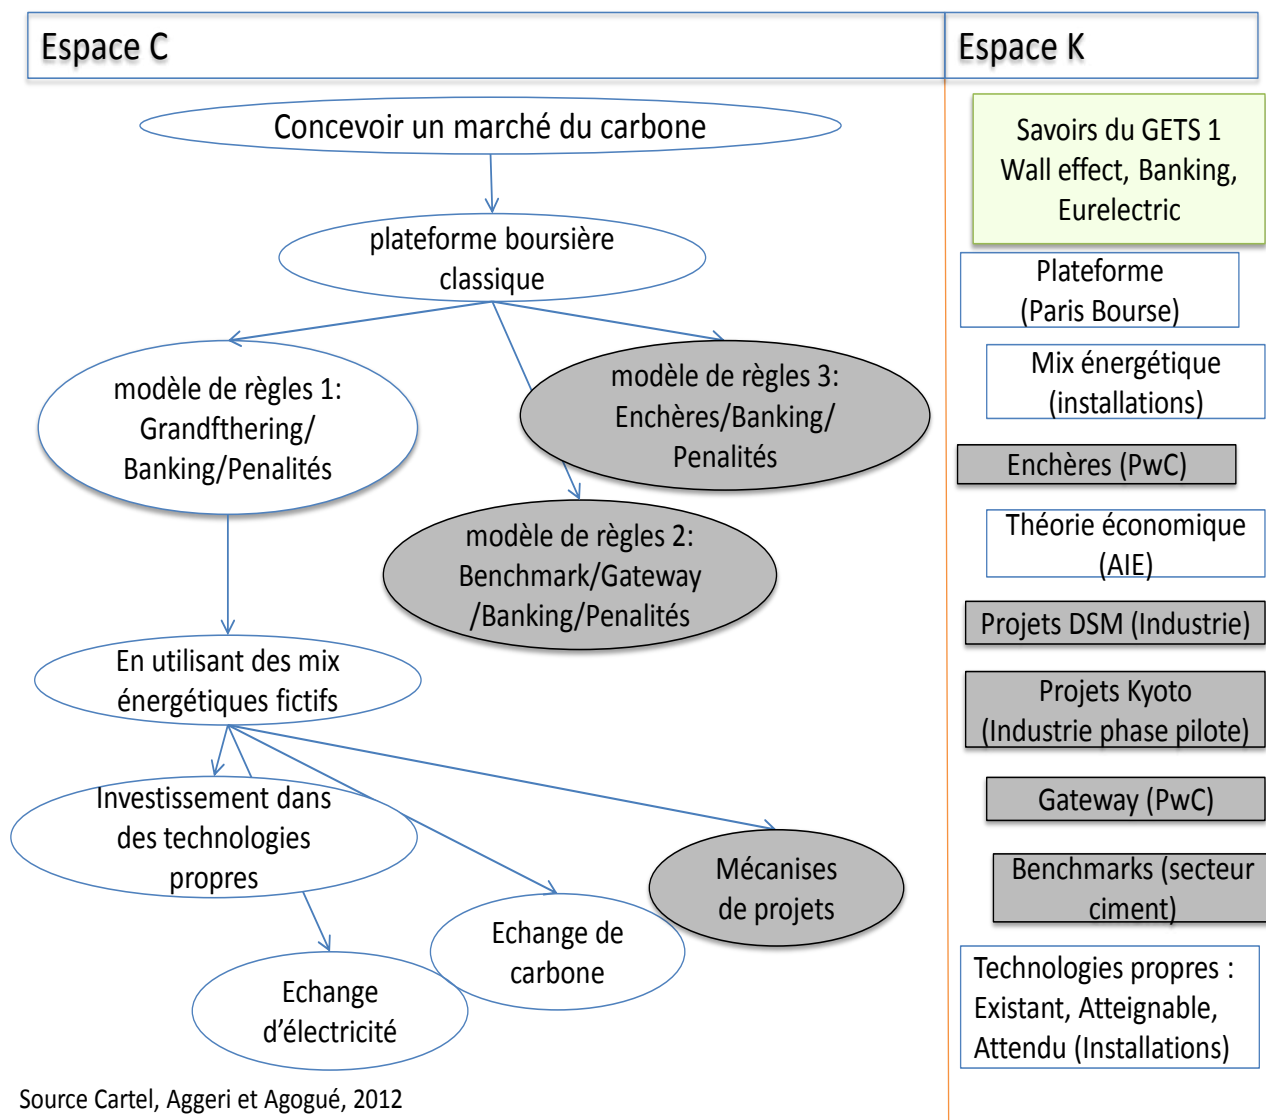 Espace C
Espace K
Concevoir un marché du carbone
plateforme boursière
classique
modèle de règles 1:
Grandfthering/
Banking/Penalités
modèle de règles 3:
Enchères/Banking/
Penalités
modèle de règles 2:
Benchmark/Gateway
/Banking/Penalités
En utilisant des mix
énergétiques fictifs
Investissement dans
des technologies
propres
Mécanises
de projets
Echange de
carbone
Echange
d'électricité
Savoirs du GETS 1
Wall effect, Banking,
Eurelectric
Plateforme
(Paris Bourse)
Mix énergétique
(installations)
Enchères (PwC)
Théorie économique
(AIE)
Projets DSM (Industrie)
Projets Kyoto
(Industrie phase pilote)
Gateway (PwC)
Benchmarks (secteur
ciment)
Technologies propres :
Existant, Atteignable,
Attendu (Installations)
Source Cartel, Aggeri et Agogué, 2012